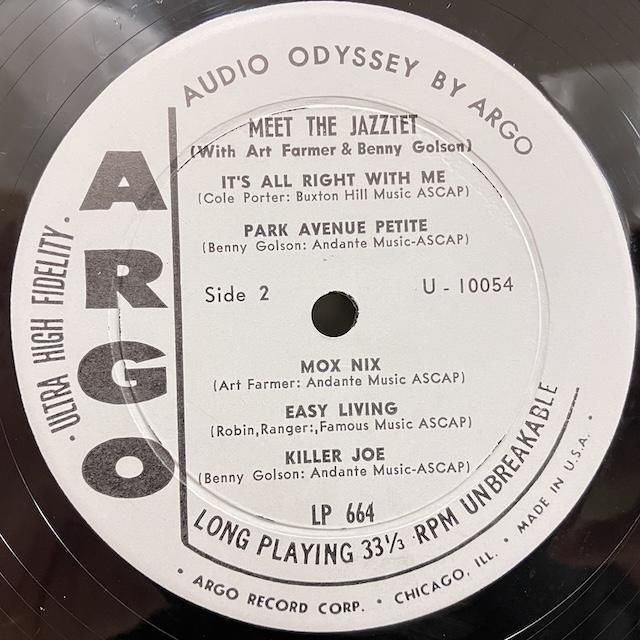 AUDIO ODYSSEY BY ARGO
MEET THE JAZZTET
(With Art Farmer & Benny Golson)
IT'S ALL RIGHT WITH ME
(Cole Porter: Buxton Hill Music ASCAP)
PARK AVENUE PETITE
(Benny Golson: Andante Music-ASCAP)
Side 2
U - 10054
MOX NIX
(Art Farmer: Andante Music ASCAP)
EASY LIVING
(Robin,Ranger:,Famous Music ASCAP)
KILLER JOE
(Benny Golson: Andante Music-ASCAP)
LP 664
ARGO
· ULTRA HIGH FIDELITY ·
LONG PLAYING 33⅓ RPM UNBREAKABLE
• ARGO RECORD CORP. • CHICAGO, ILL. • MADE IN U.S.A. •